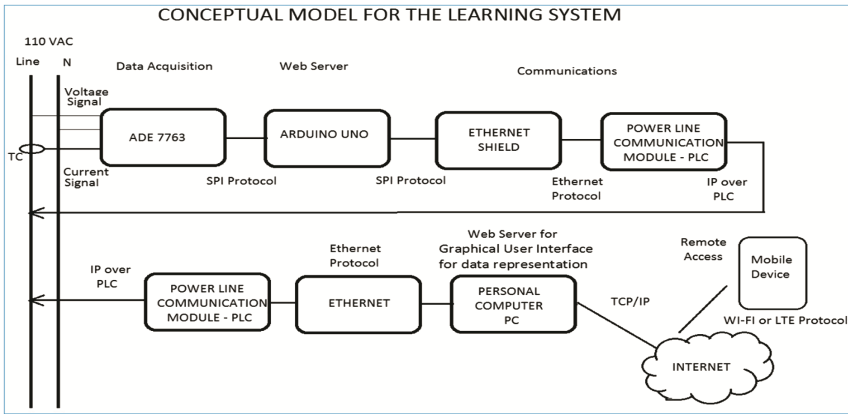 CONCEPTUAL MODEL FOR THE LEARNING SYSTEM
110 VAC
Line N
Data Acquisition
Web Server
Communications
Voltage
Signal
ADE 7763
ARDUINO UNO
ETHERNET
SHIELD
POWER LINE
COMMUNICATION
MODULE - PLC
TC
Current
Signal
SPI Protocol
SPI Protocol
Ethernet
Protocol
IP over
PLC
IP over
PLC
Ethernet
Protocol
Web Server for
Graphical User Interface
for data representation
Remote
Access
POWER LINE
COMMUNICATION
MODULE - PLC
ETHERNET
PERSONAL
COMPUTER
PC
TCP/IP
Mobile
Device
WI-FI or LTE Protocol
INTERNET